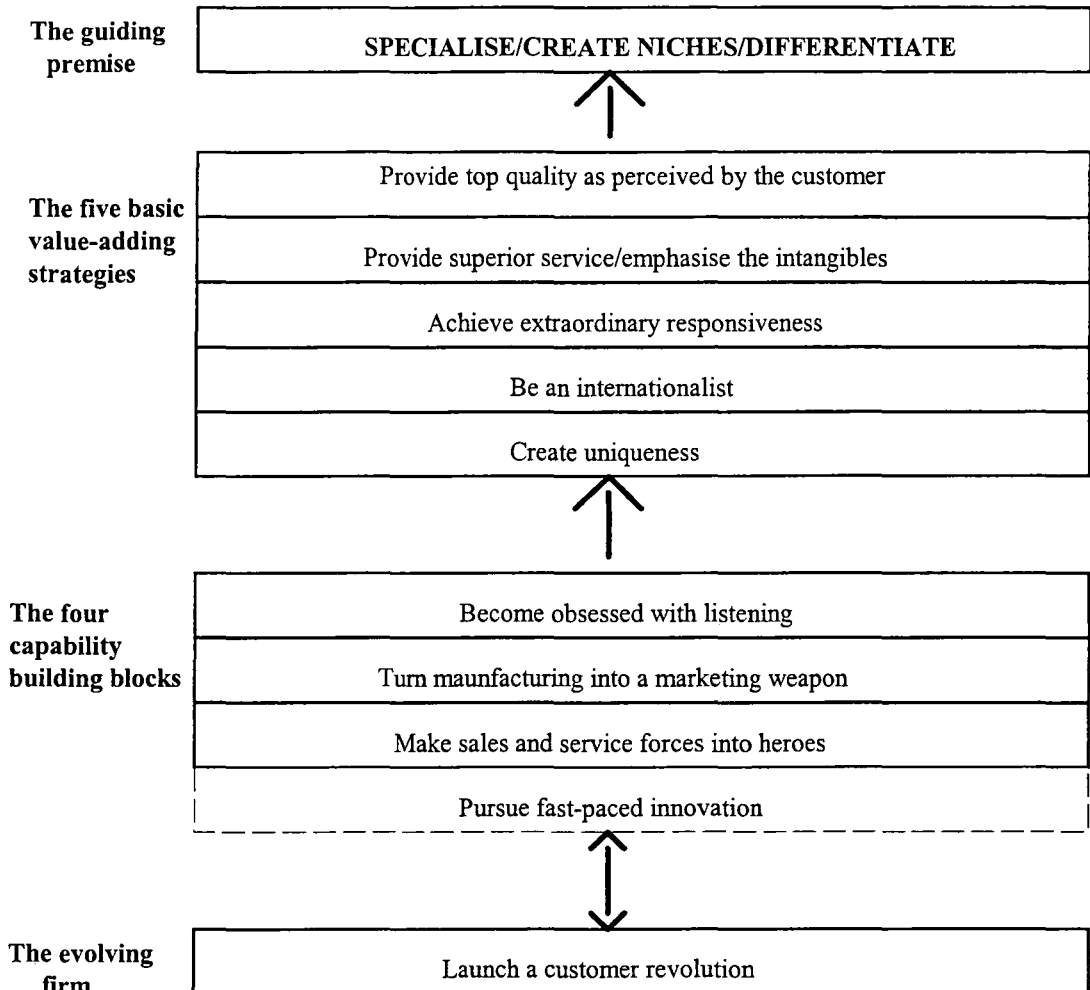 The guiding
premise
SPECIALISE/CREATE NICHES/DIFFERENTIATE
The five basic
value-adding
strategies
Provide top quality as perceived by the customer
Provide superior service/emphasise the intangibles
Achieve extraordinary responsiveness
Be an internationalist
Create uniqueness
The four
capability
building blocks
Become obsessed with listening
Turn maunfacturing into a marketing weapon
Make sales and service forces into heroes
Pursue fast-paced innovation
The evolving
firm
Launch a customer revolution